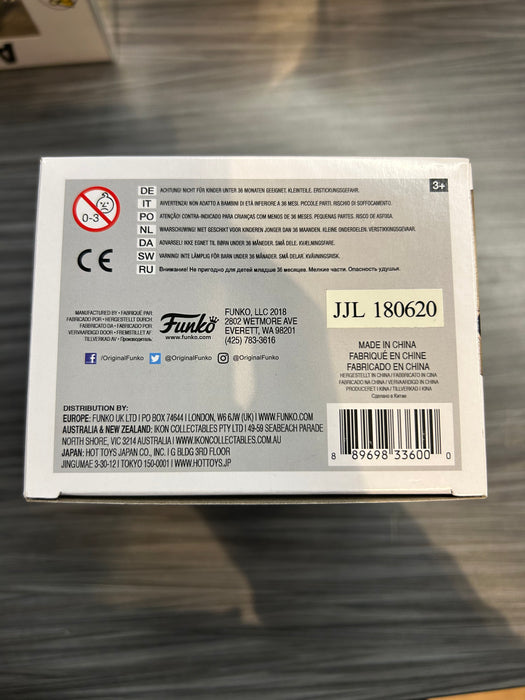 3+
0-3
DE ACHTUNG! NICHT FÜR KINDER UNTER 36 MONATEN GEEIGNET. KLEINTEILE. ERSTICKUNGSGEFAHR.
IT AVVERTENZA! NON ADATTO A BAMBINI DI ETÀ INFERIORE A 36 MESI. PICCOLE PARTI. RISCHIO DI SOFFOCAMENTO.
PO ATENÇÃO! CONTRA-INDICADO PARA CRIANÇAS COM MENOS DE 36 MESES. PEQUENAS PARTES. RISCO DE ASFIXIA.
NL WAARSCHUWING! NIET GESCHIKT VOOR KINDEREN JONGER DAN 36 MAANDEN. KLEINE ONDERDELEN. VERSTIKKINGSGEVAAR.
DA ADVARSEL! IKKE EGNET TIL BØRN UNDER 36 MÅNEDER. SMÅ DELE. KVÆLNINGSFARE.
SW VARNING! INTE LÄMPLIG FÖR BARN UNDER 36 MÅNADER. SMÅ DELAR. KVÄVNINGSRISK.
RU Внимание! Не пригодно для детей младше 36 месяцев. Мелкие части. Опасность удушья.
CE
MANUFACTURED BY • FABRIQUÉ PAR
FABRICADO POR • HERGESTELLT DURCH
FABBRICATO DA • FABRICADO POR
VERVAARDIGD DOOR • FREMSTILLET AF
TILLVERKAD AV • Производитель
Funko
www.funko.com
FUNKO, LLC 2018
2802 WETMORE AVE
EVERETT, WA 98201
(425) 783-3616
/OriginalFunko @OriginalFunko @OriginalFunko
JJL 180620
MADE IN CHINA
FABRIQUÉ EN CHINE
FABRICADO EN CHINA
HERGESTELLT IN CHINA / FABBRICATO IN CINA
FABRICADO NA CHINA / VERVAARDIGD IN CHINA
PRODUCERET I KINA / TILLVERKAD I KINA
Сделано в Китае
DISTRIBUTION BY:
EUROPE: FUNKO UK LTD I PO BOX 74644 I LONDON, W6 6JW (UK) I WWW.FUNKO.COM
AUSTRALIA & NEW ZEALAND: IKON COLLECTABLES PTY LTD I 49-59 SEABEACH PARADE
NORTH SHORE, VIC 3214 AUSTRALIA I WWW.IKONCOLLECTABLES.COM.AU
JAPAN: HOT TOYS JAPAN CO., INC. I G BLDG 3RD FLOOR
JINGUMAE 3-30-12 I TOKYO 150-0001 I WWW.HOTTOYS.JP
8 89698 33600 0